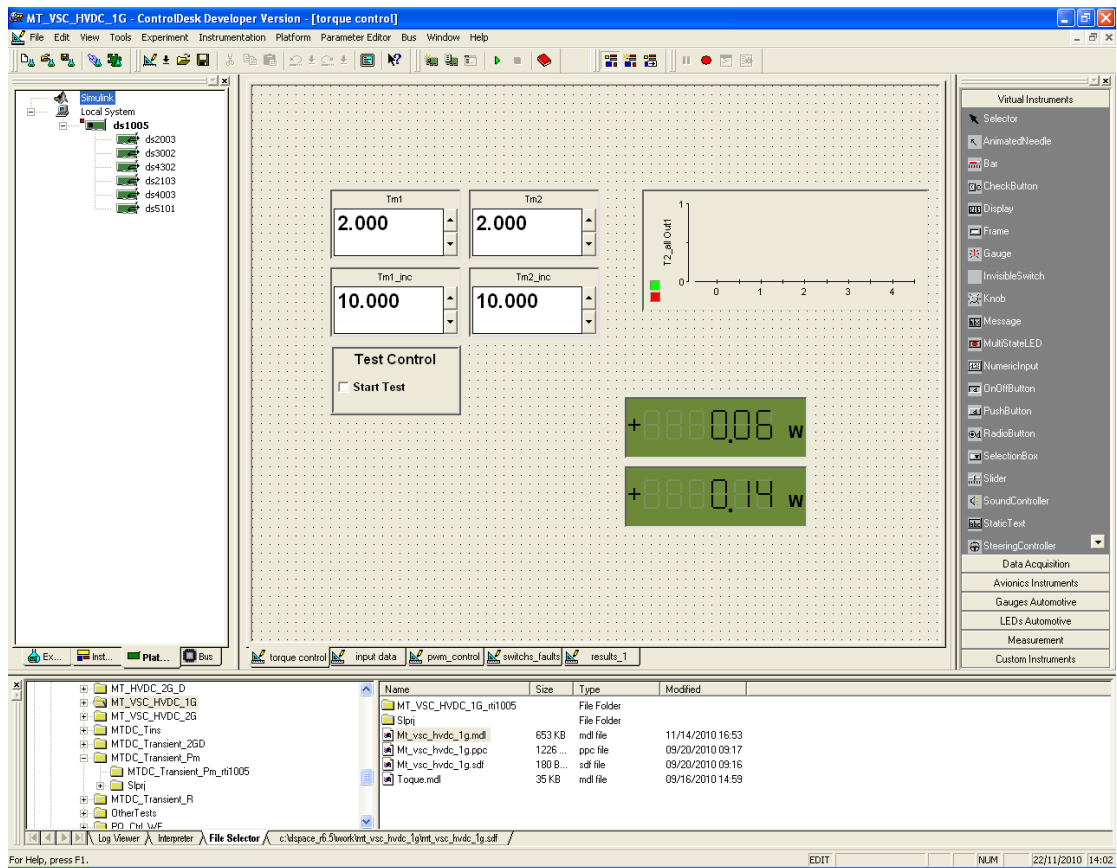 MT_VSC_HVDC_1G - ControlDesk Developer Version - [torque control]
File Edit View Tools Experiment Instrumentation Platform Parameter Editor Bus Window Help
Simulink
Local System
ds1005
ds2003
ds3002
ds4302
ds2103
ds4003
ds5101
Ex... Inst... Plat... Bus
Tm1 Tm2
2.000 2.000
Tm1_inc Tm2_inc
10.000 10.000
Test Control
Start Test
T2_all Out1
1
0
0 1 2 3 4
+ 0.06 W
+ 0.14 W
torque control input data pwm_control switchs_faults results_1
Virtual Instruments
Selector
AnimatedNeedle
Bar
CheckButton
Display
Frame
Gauge
InvisibleSwitch
Knob
Message
MultiStateLED
NumericInput
OnOffButton
PushButton
RadioButton
SelectionBox
Slider
SoundController
StaticText
SteeringController
Data Acquisition
Avionics Instruments
Gauges Automotive
LEDs Automotive
Measurement
Custom Instruments
MT_HVDC_2G_D
MT_VSC_HVDC_1G
MT_VSC_HVDC_2G
MTDC_Tins
MTDC_Transient_2GD
MTDC_Transient_Pm
MTDC_Transient_Pm_rti1005
Slprj
MTDC_Transient_R
OtherTests
PQ_Ctrl_WF
Name Size Type Modified
MT_VSC_HVDC_1G_rti1005 File Folder
Slprj File Folder
Mt_vsc_hvdc_1g.mdl 653 KB mdl file 11/14/2010 16:53
Mt_vsc_hvdc_1g.ppc 1226 ... ppc file 09/20/2010 09:17
Mt_vsc_hvdc_1g.sdf 180 B... sdf file 09/20/2010 09:16
Toque.mdl 35 KB mdl file 09/16/2010 14:59
Log Viewer Interpreter File Selector c:\dspace_r6.5\work\mt_vsc_hvdc_1g\mt_vsc_hvdc_1g.sdf
For Help, press F1. EDIT NUM 22/11/2010 14:02